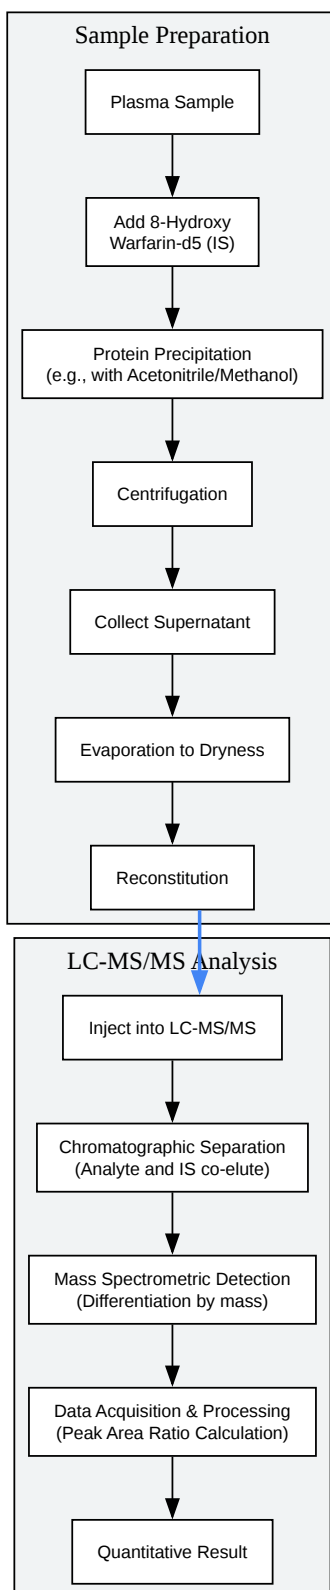 Sample Preparation
Plasma Sample
Add 8-Hydroxy
Warfarin-d5 (IS)
Protein Precipitation
(e.g., with Acetonitrile/Methanol)
Centrifugation
Collect Supernatant
Evaporation to Dryness
Reconstitution
LC-MS/MS Analysis
Inject into LC-MS/MS
Chromatographic Separation
(Analyte and IS co-elute)
Mass Spectrometric Detection
(Differentiation by mass)
Data Acquisition & Processing
(Peak Area Ratio Calculation)
Quantitative Result